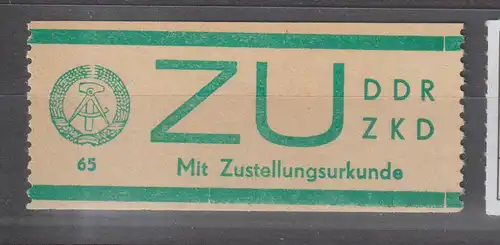 ZU
DDR
ZKD
65
Mit Zustellungsurkunde